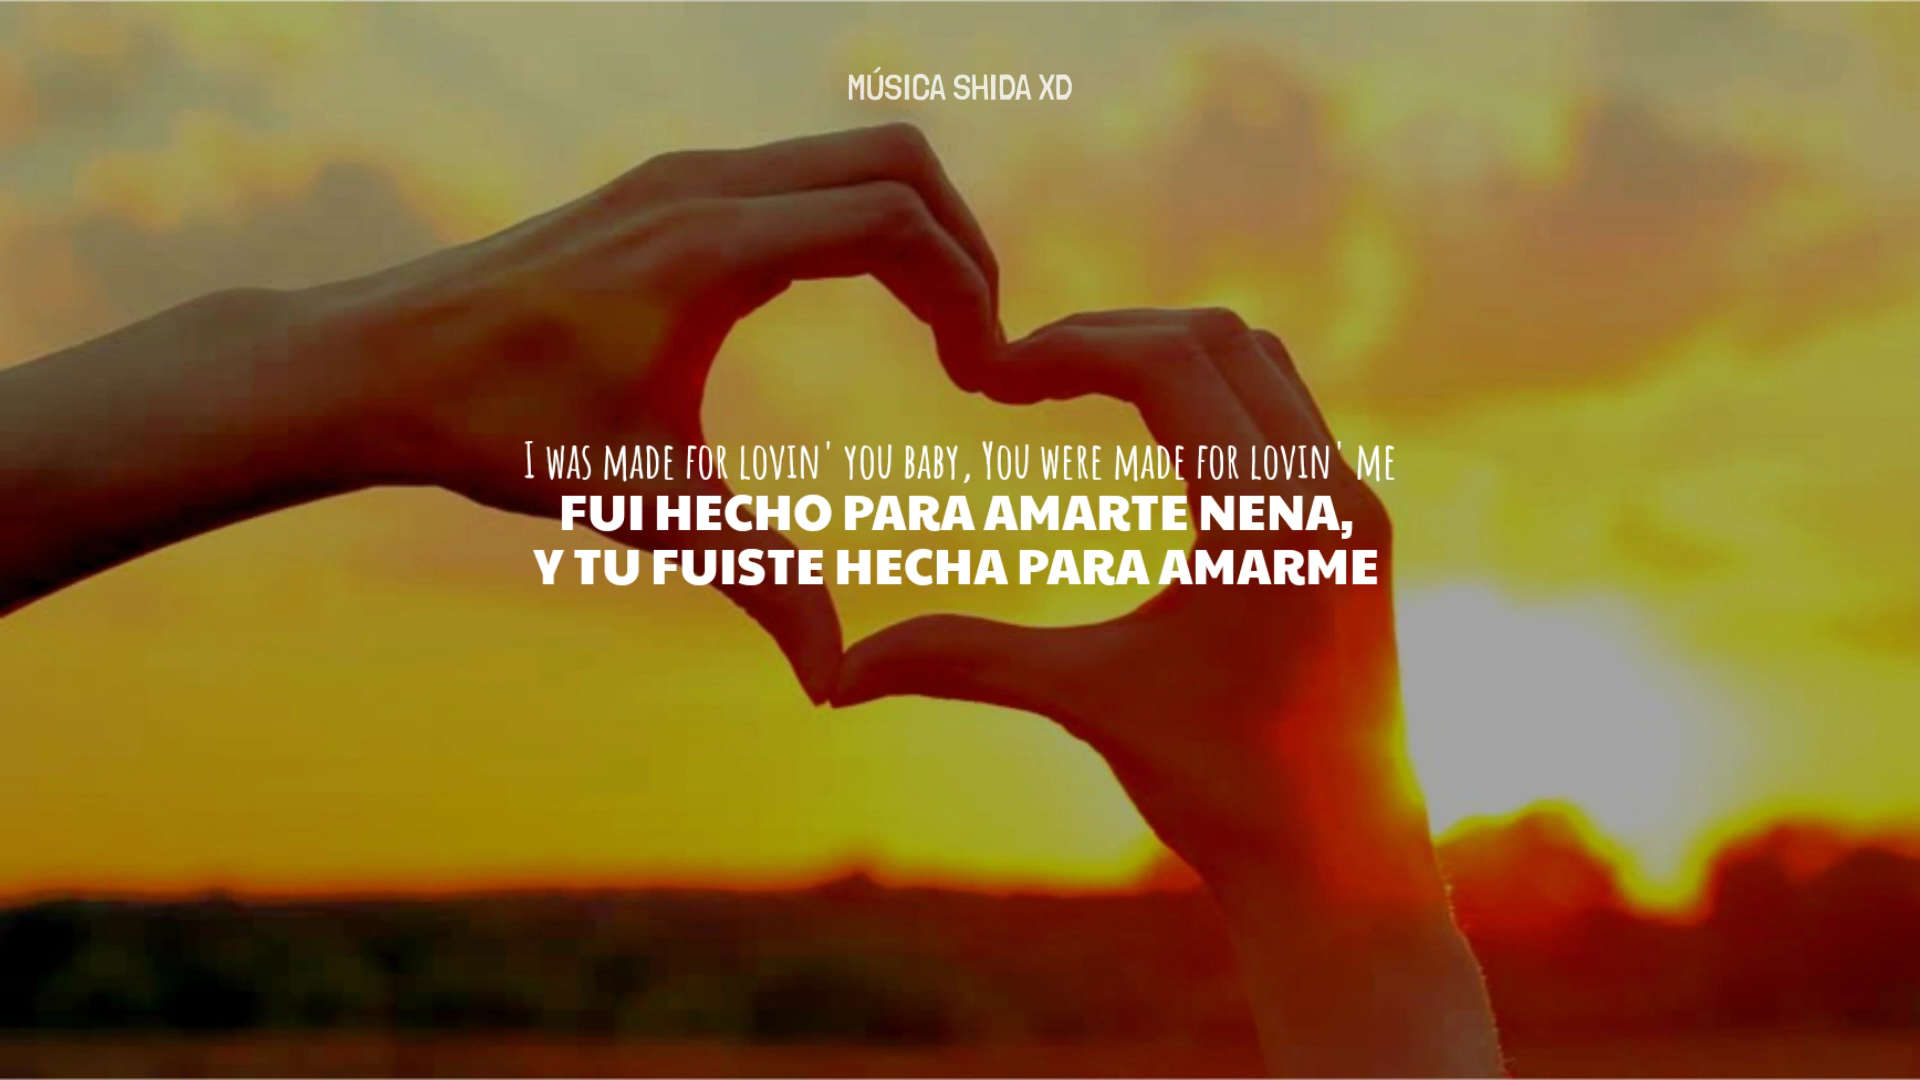 MÚSICA SHIDA XD
I WAS MADE FOR LOVIN' YOU BABY, YOU WERE MADE FOR LOVIN' ME
FUI HECHO PARA AMARTE NENA,
Y TU FUISTE HECHA PARA AMARME